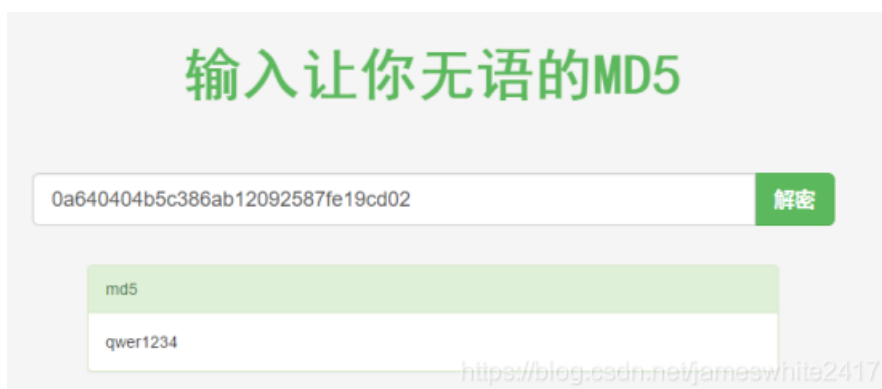 输入让你无语的MD5
0a640404b5c386ab12092587fe19cd02
解密
md5
qwer1234
https://blog.csdn.net/jameswhite2417